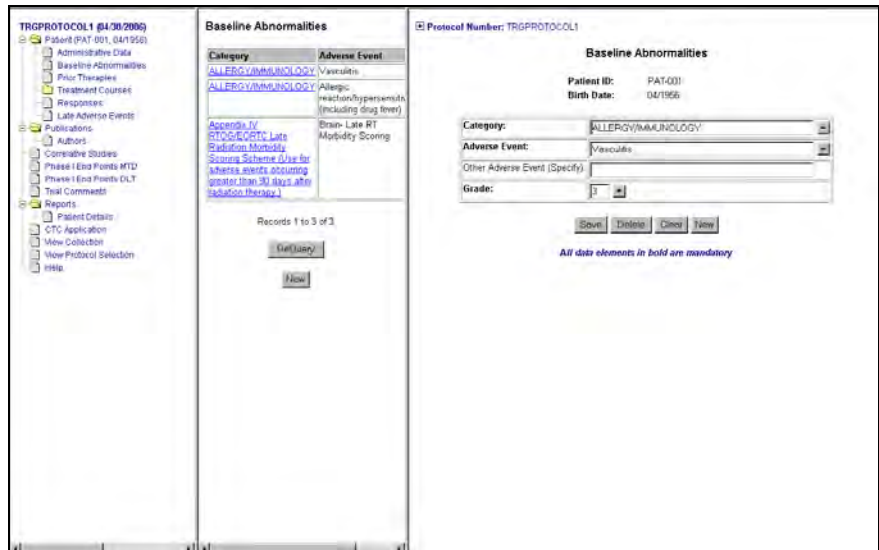 TRGPROTOCOL1 (04/30/2006)
Patient (PAT-001, 04/1956)
Administrative Data
Baseline Abnormalities
Prior Therapies
Treatment Courses
Responses
Late Adverse Events
Publications
Authors
Correlative Studies
Phase I End Points MTD
Phase I End Points DLT
Trial Comments
Reports
Patient Details
CTC Application
View Collection
View Protocol Selection
Help
Baseline Abnormalities
Category Adverse Event
ALLERGY/IMMUNOLOGY Vasculitis
ALLERGY/IMMUNOLOGY Allergic
reaction/hypersensitiv
(including drug fever)
Appendix IV Brain- Late RT
RTOG/EORTC Late Morbidity Scoring
Radiation Morbidity
Scoring Scheme (Use for
adverse events occurring
greater than 90 days after
radiation therapy.)
Records 1 to 3 of 3
GetQuery
New
Protocol Number: TRGPROTOCOL1
Baseline Abnormalities
Patient ID: PAT-001
Birth Date: 04/1956
Category: ALLERGY/IMMUNOLOGY
Adverse Event: Vasculitis
Other Adverse Event (Specify)
Grade: 3
Save Delete Clear New
All data elements in bold are mandatory